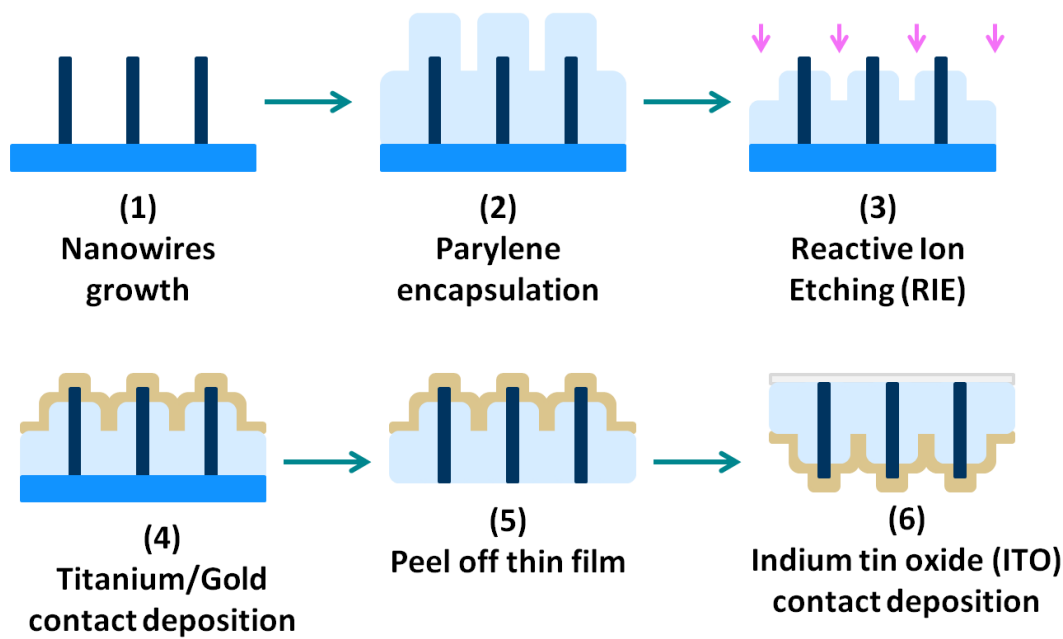 (1)
Nanowires
growth
(2)
Parylene
encapsulation
(3)
Reactive Ion
Etching (RIE)
(4)
Titanium/Gold
contact deposition
(5)
Peel off thin film
(6)
Indium tin oxide (ITO)
contact deposition